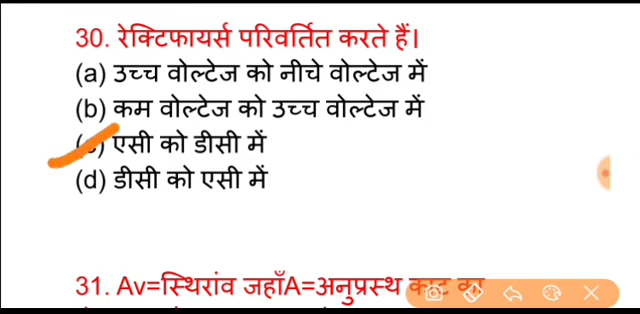 30. रेक्टिफायर्स परिवर्तित करते हैं।
(a) उच्च वोल्टेज को नीचे वोल्टेज में
(b) कम वोल्टेज को उच्च वोल्टेज में
(c) एसी को डीसी में
(d) डीसी को एसी में
31. Av=स्थिरांव जहाँA=अनुप्रस्थ काट का